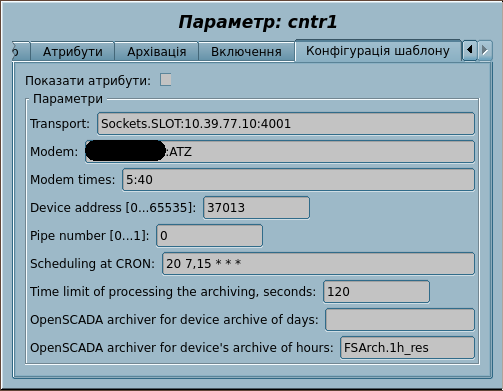 Параметр: cntr1
Атрибути Архівація Включення Конфігурація шаблону
Показати атрибути:
Параметри
Transport: Sockets.SLOT:10.39.77.10:4001
Modem: :ATZ
Modem times: 5:40
Device address [0...65535]: 37013
Pipe number [0...1]: 0
Scheduling at CRON: 20 7,15 * * *
Time limit of processing the archiving, seconds: 120
OpenSCADA archiver for device archive of days:
OpenSCADA archiver for device's archive of hours: FSArch.1h_res